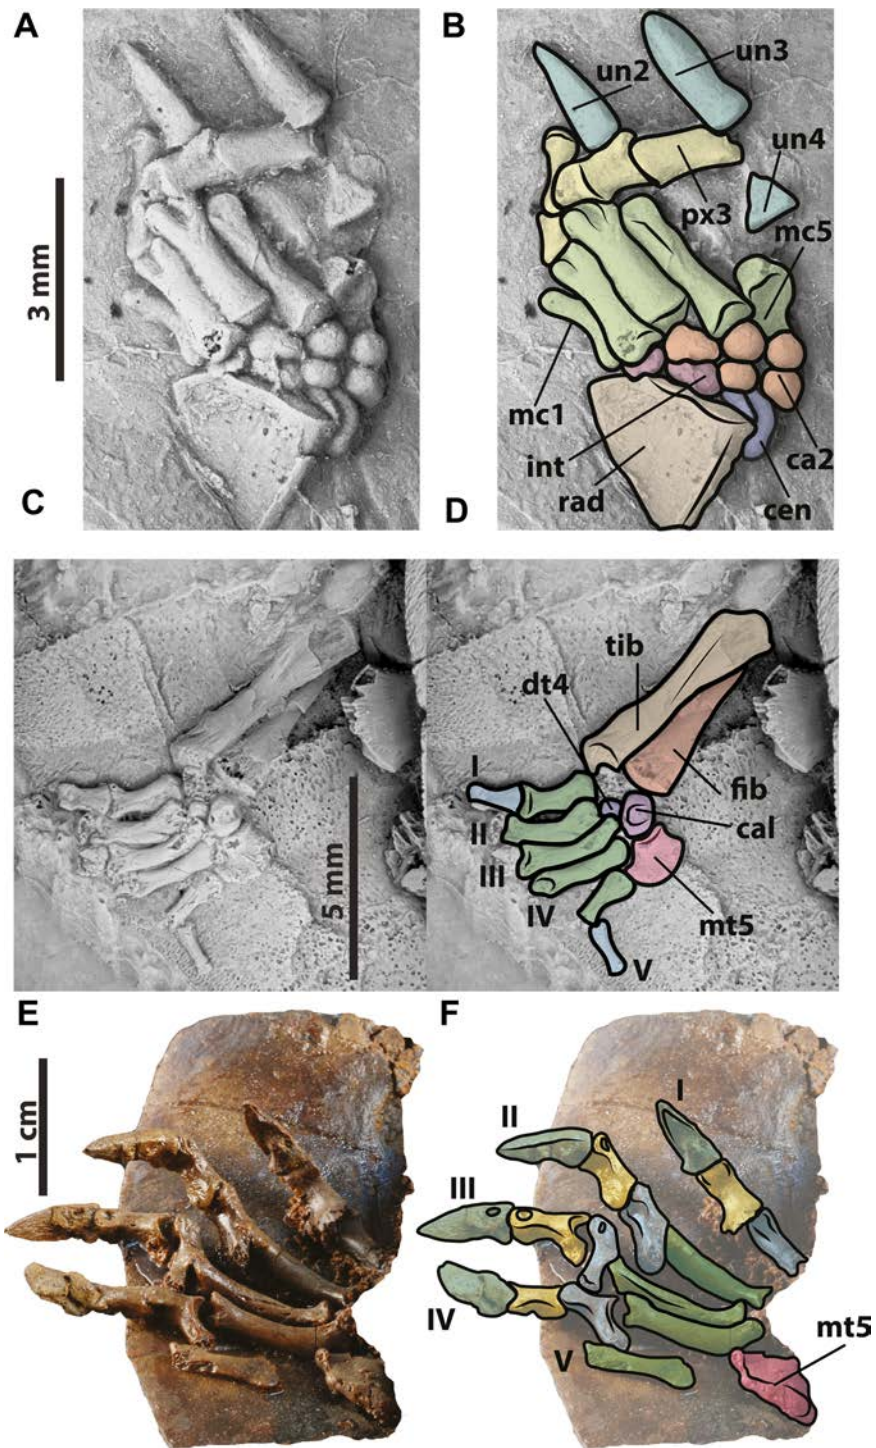 A
B
un2
un3
un4
px3
mc5
3 mm
mc1
int
rad
ca2
cen
C
D
tib
dt4
I
fib
II
cal
III
IV
mt5
V
5 mm
E
F
I
II
1 cm
III
IV
mt5
V